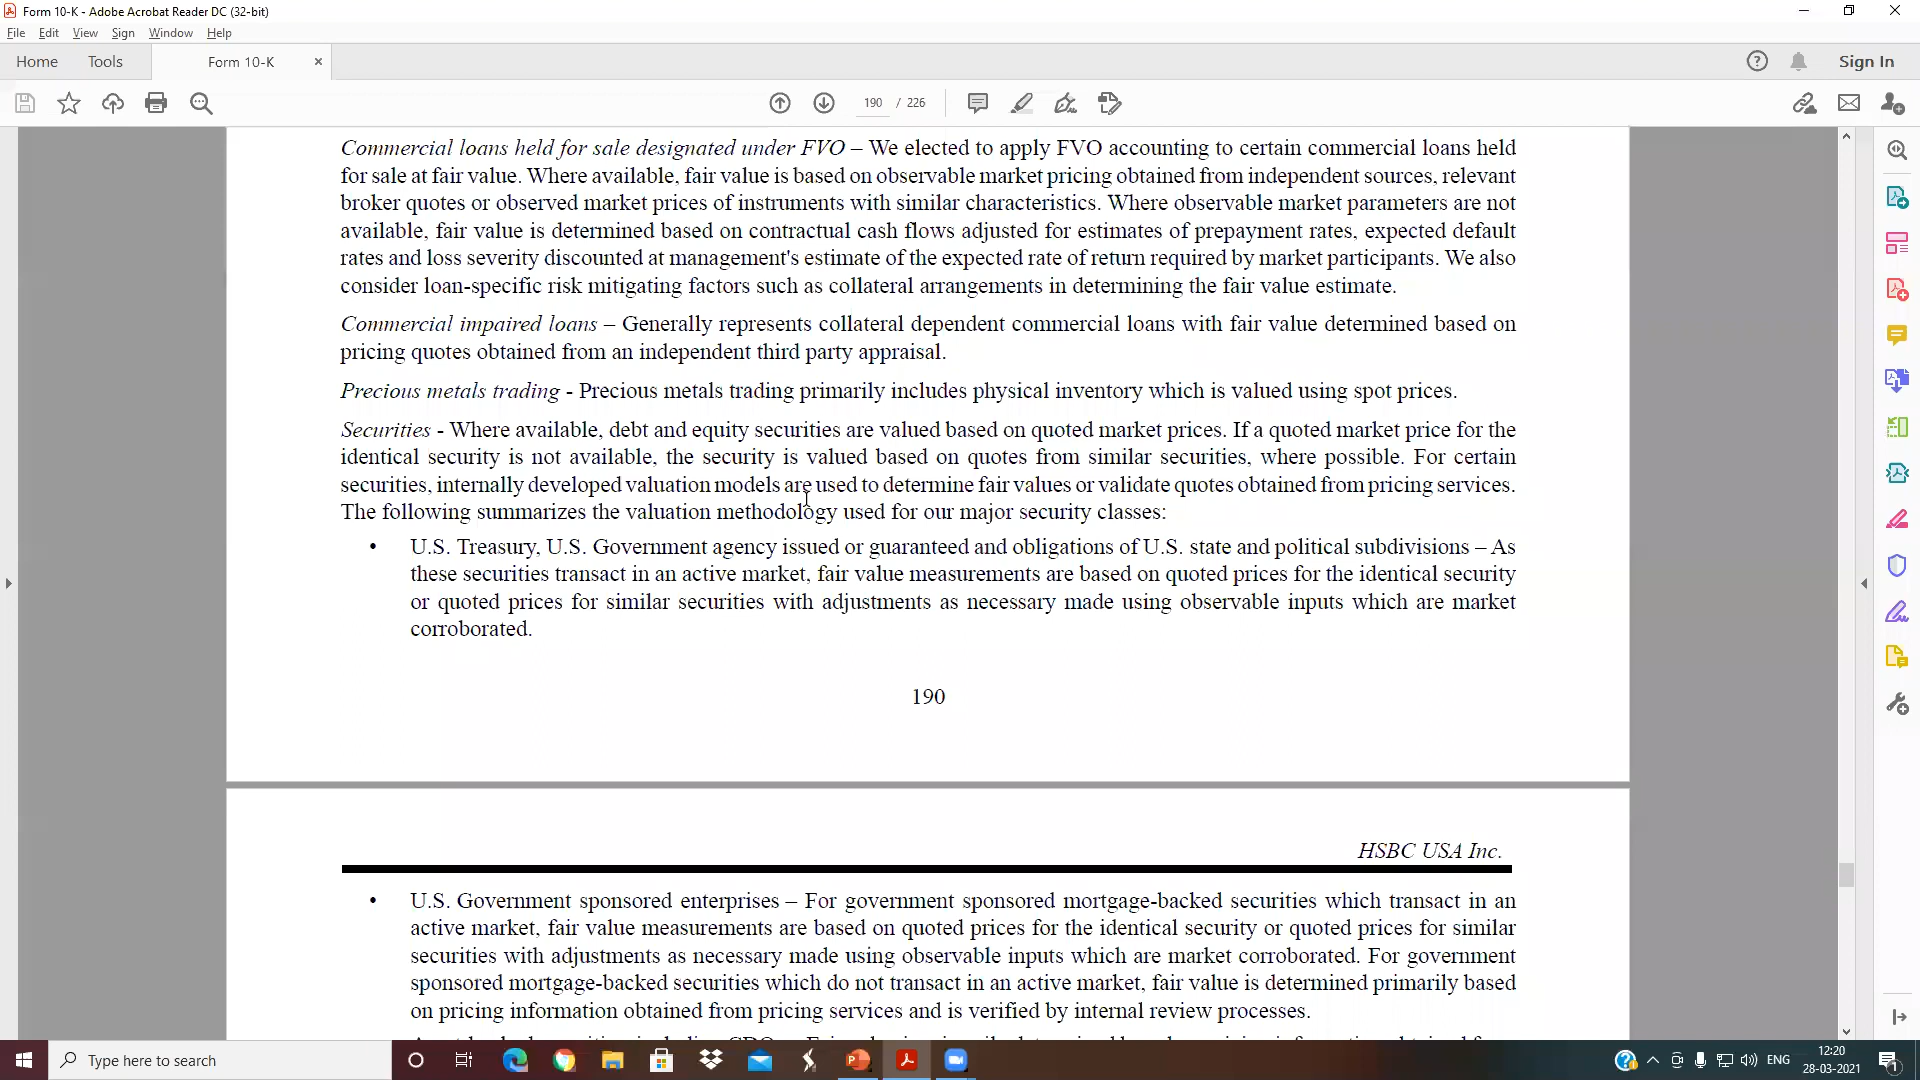 Form 10-K - Adobe Acrobat Reader DC (32-bit)
File Edit View Sign Window Help
Home Tools Form 10-K × Sign In
190 / 226
Commercial loans held for sale designated under FVO – We elected to apply FVO accounting to certain commercial loans held
for sale at fair value. Where available, fair value is based on observable market pricing obtained from independent sources, relevant
broker quotes or observed market prices of instruments with similar characteristics. Where observable market parameters are not
available, fair value is determined based on contractual cash flows adjusted for estimates of prepayment rates, expected default
rates and loss severity discounted at management's estimate of the expected rate of return required by market participants. We also
consider loan-specific risk mitigating factors such as collateral arrangements in determining the fair value estimate.
Commercial impaired loans – Generally represents collateral dependent commercial loans with fair value determined based on
pricing quotes obtained from an independent third party appraisal.
Precious metals trading - Precious metals trading primarily includes physical inventory which is valued using spot prices.
Securities - Where available, debt and equity securities are valued based on quoted market prices. If a quoted market price for the
identical security is not available, the security is valued based on quotes from similar securities, where possible. For certain
securities, internally developed valuation models are used to determine fair values or validate quotes obtained from pricing services.
The following summarizes the valuation methodology used for our major security classes:
• U.S. Treasury, U.S. Government agency issued or guaranteed and obligations of U.S. state and political subdivisions – As
these securities transact in an active market, fair value measurements are based on quoted prices for the identical security
or quoted prices for similar securities with adjustments as necessary made using observable inputs which are market
corroborated.
190
HSBC USA Inc.
• U.S. Government sponsored enterprises – For government sponsored mortgage-backed securities which transact in an
active market, fair value measurements are based on quoted prices for the identical security or quoted prices for similar
securities with adjustments as necessary made using observable inputs which are market corroborated. For government
sponsored mortgage-backed securities which do not transact in an active market, fair value is determined primarily based
on pricing information obtained from pricing services and is verified by internal review processes.
Type here to search
ENG
12:20
28-03-2021